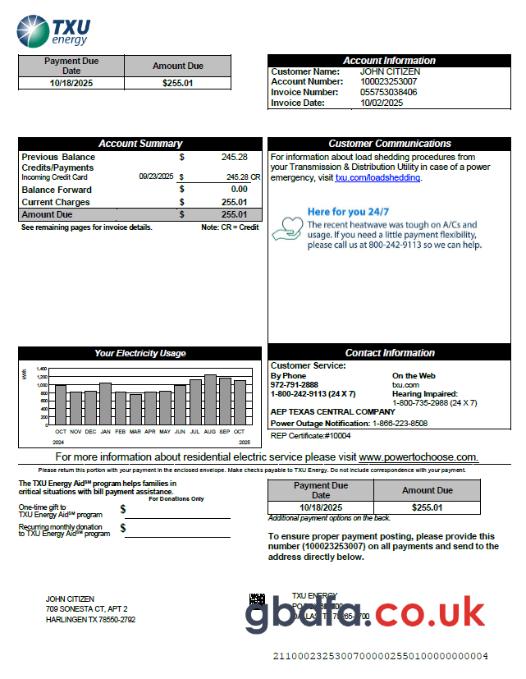 TXU
energy
Payment Due Date Amount Due
10/18/2025 $255.01
Account Information
Customer Name: JOHN CITIZEN
Account Number: 100023253007
Invoice Number: 055753038406
Invoice Date: 10/02/2025
Account Summary
Previous Balance $ 245.28
Credits/Payments
Incoming Credit Card 09/23/2025 $ 245.28 CR
Balance Forward $ 0.00
Current Charges $ 255.01
Amount Due $ 255.01
See remaining pages for invoice details. Note: CR = Credit
Customer Communications
For information about load shedding procedures from
your Transmission & Distribution Utility in case of a power
emergency, visit txu.com/loadshedding.
Here for you 24/7
The recent heatwave was tough on A/Cs and
usage. If you need a little payment flexibility,
please call us at 800-242-9113 so we can help.
Your Electricity Usage
kWh
1,400
1,200
1,000
800
600
400
200
0
OCT NOV DEC JAN FEB MAR APR MAY JUN JUL AUG SEP OCT
2024 2025
Contact Information
Customer Service:
By Phone On the Web
972-791-2888 txu.com
1-800-242-9113 (24 X 7) Hearing Impaired:
1-800-735-2988 (24 X 7)
AEP TEXAS CENTRAL COMPANY
Power Outage Notification: 1-866-223-8508
REP Certificate:#10004
For more information about residential electric service please visit www.powertochoose.com.
Please return this portion with your payment in the enclosed envelope. Make checks payable to TXU Energy. Do not include correspondence with your payment.
The TXU Energy Aid℠ program helps families in
critical situations with bill payment assistance.
For Donations Only
One-time gift to
TXU Energy Aid℠ program $
Recurring monthly donation
to TXU Energy Aid℠ program $
Payment Due Date Amount Due
10/18/2025 $255.01
Additional payment options on the back.
To ensure proper payment posting, please provide this
number (100023253007) on all payments and send to the
address directly below.
JOHN CITIZEN
709 SONESTA CT, APT 2
HARLINGEN TX 78550-2792
TXU ENERGY
gbdfa.co.uk